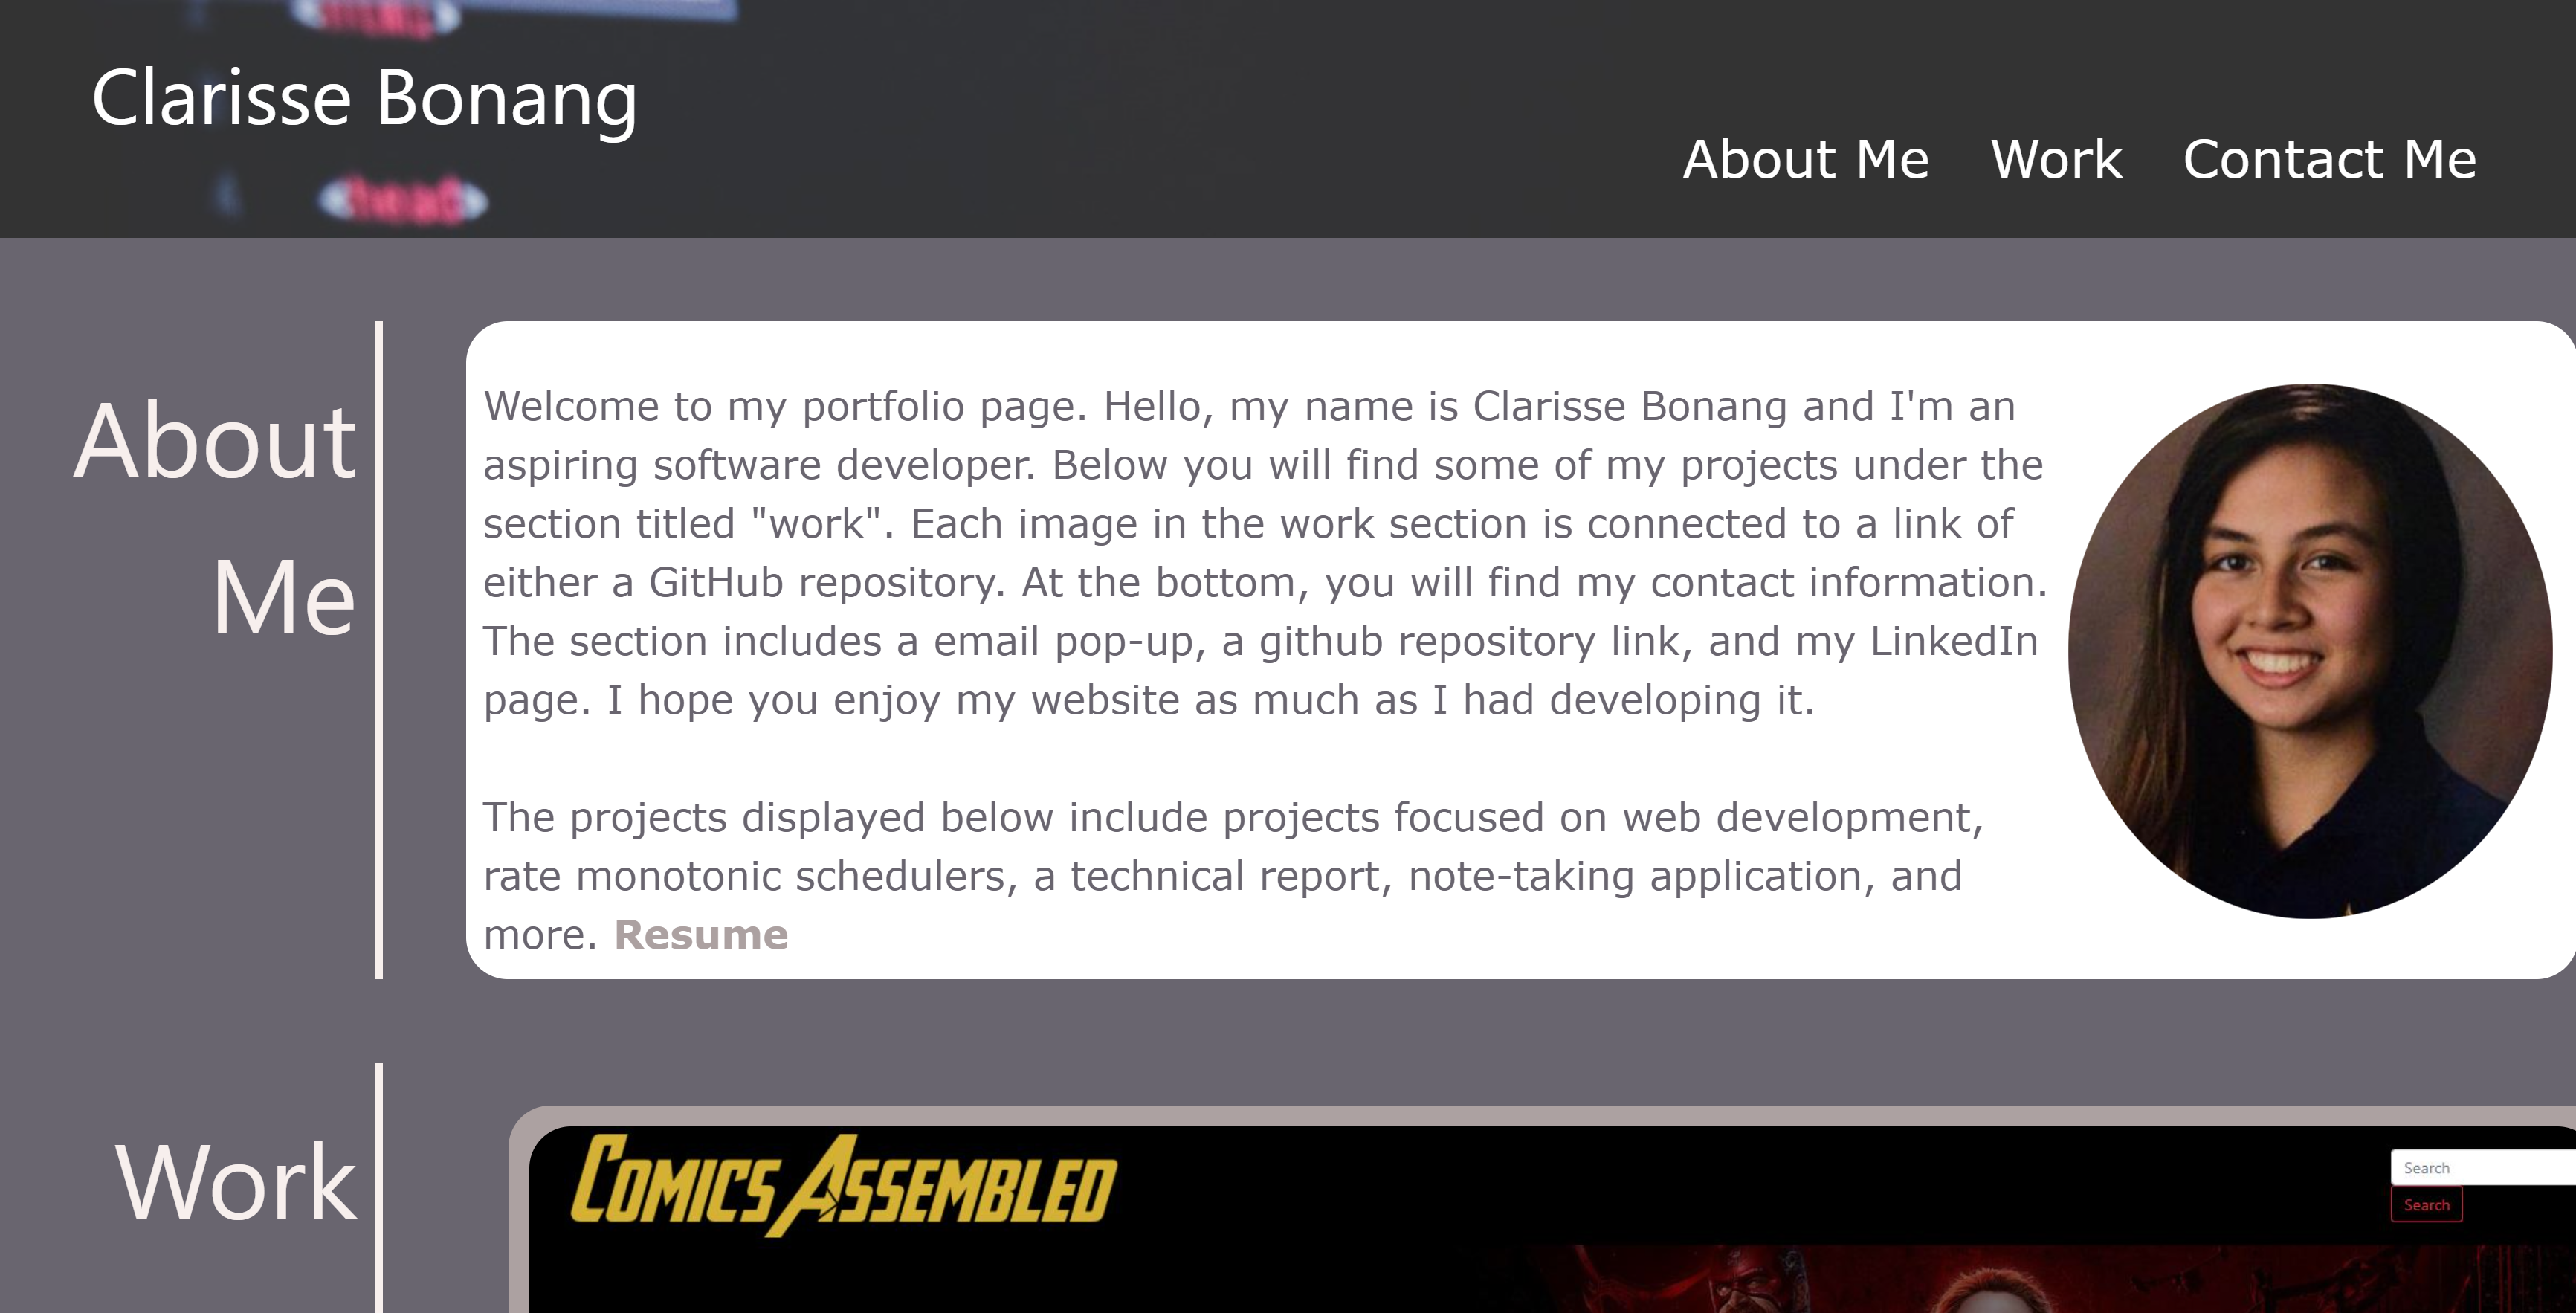 <head>
Clarisse Bonang
About Me Work Contact Me
About
Me
Welcome to my portfolio page. Hello, my name is Clarisse Bonang and I'm an
aspiring software developer. Below you will find some of my projects under the
section titled "work". Each image in the work section is connected to a link of
either a GitHub repository. At the bottom, you will find my contact information.
The section includes a email pop-up, a github repository link, and my LinkedIn
page. I hope you enjoy my website as much as I had developing it.
The projects displayed below include projects focused on web development,
rate monotonic schedulers, a technical report, note-taking application, and
more. Resume
Work
COMICS ASSEMBLED
Search
Search